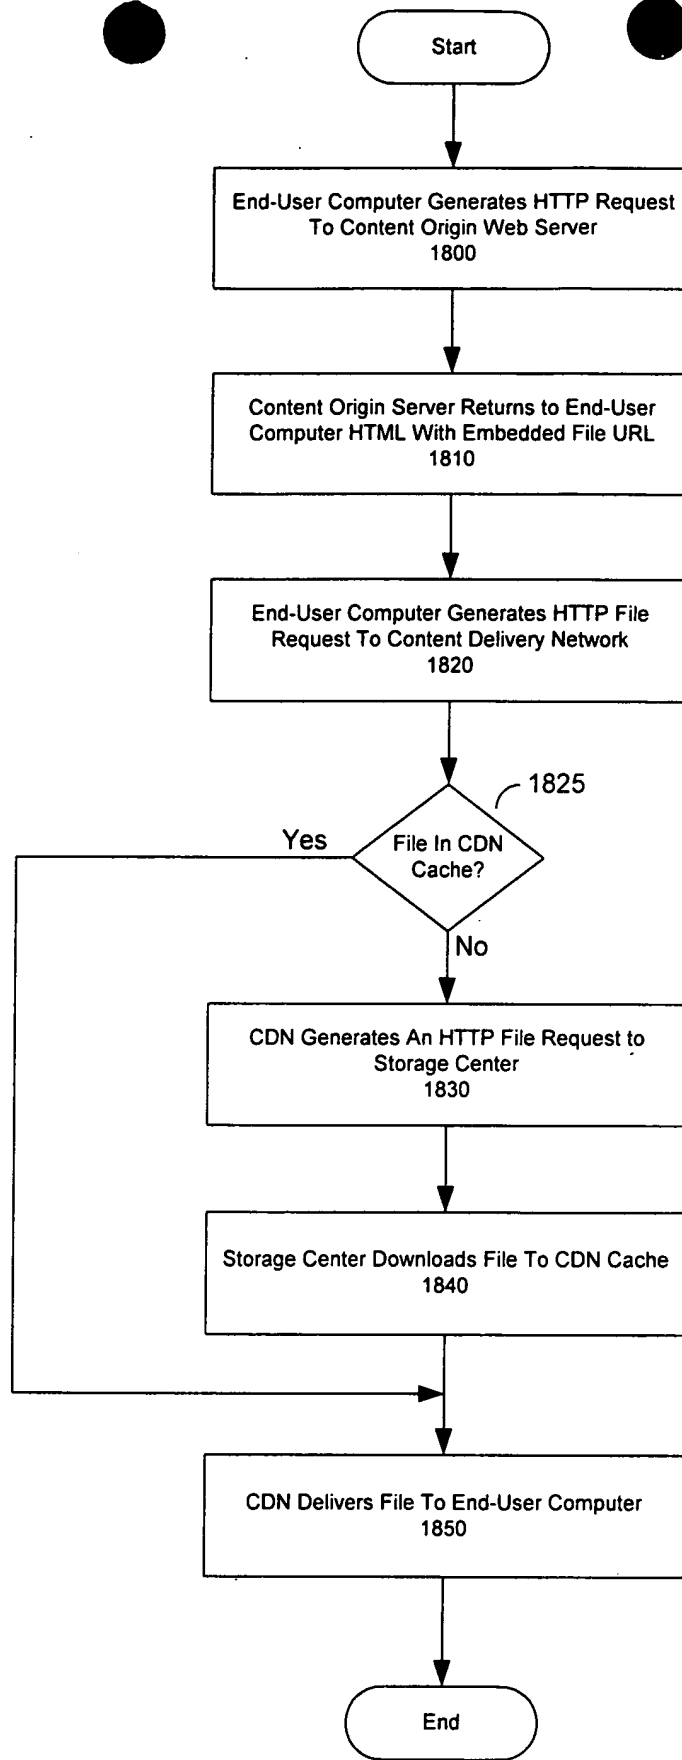 Start
End-User Computer Generates HTTP Request
To Content Origin Web Server
1800
Content Origin Server Returns to End-User
Computer HTML With Embedded File URL
1810
End-User Computer Generates HTTP File
Request To Content Delivery Network
1820
1825
Yes
File In CDN
Cache?
No
CDN Generates An HTTP File Request to
Storage Center
1830
Storage Center Downloads File To CDN Cache
1840
CDN Delivers File To End-User Computer
1850
End